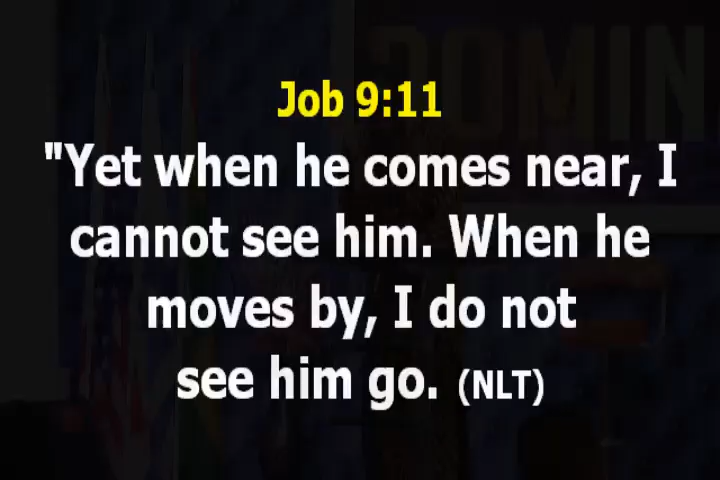 Job 9:11
"Yet when he comes near, I
cannot see him. When he
moves by, I do not
see him go. (NLT)